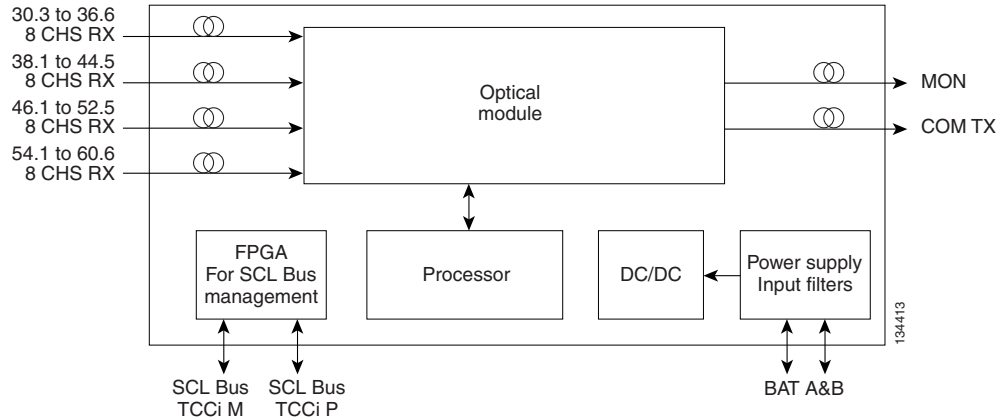 30.3 to 36.6
8 CHS RX
38.1 to 44.5
8 CHS RX
46.1 to 52.5
8 CHS RX
54.1 to 60.6
8 CHS RX
Optical
module
MON
COM TX
FPGA
For SCL Bus
management
Processor
DC/DC
Power supply
Input filters
134413
SCL Bus
TCCi M
SCL Bus
TCCi P
BAT A&B